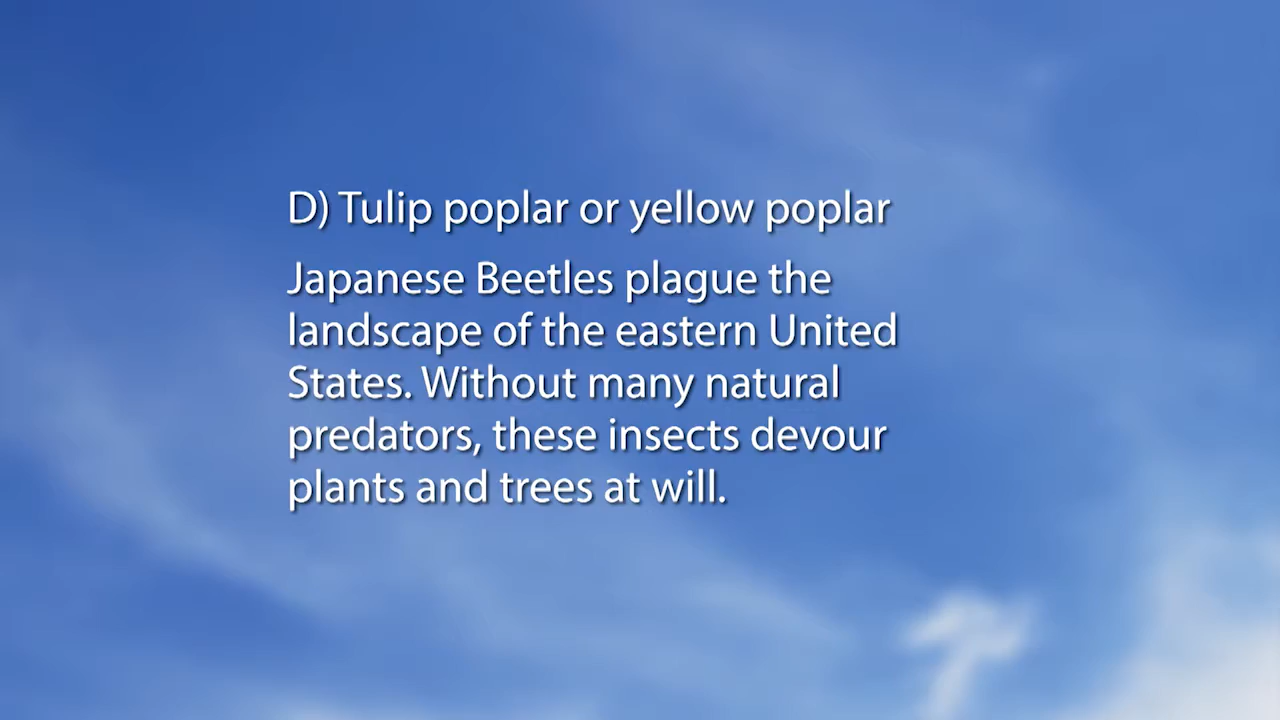 D) Tulip poplar or yellow poplar
Japanese Beetles plague the
landscape of the eastern United
States. Without many natural
predators, these insects devour
plants and trees at will.